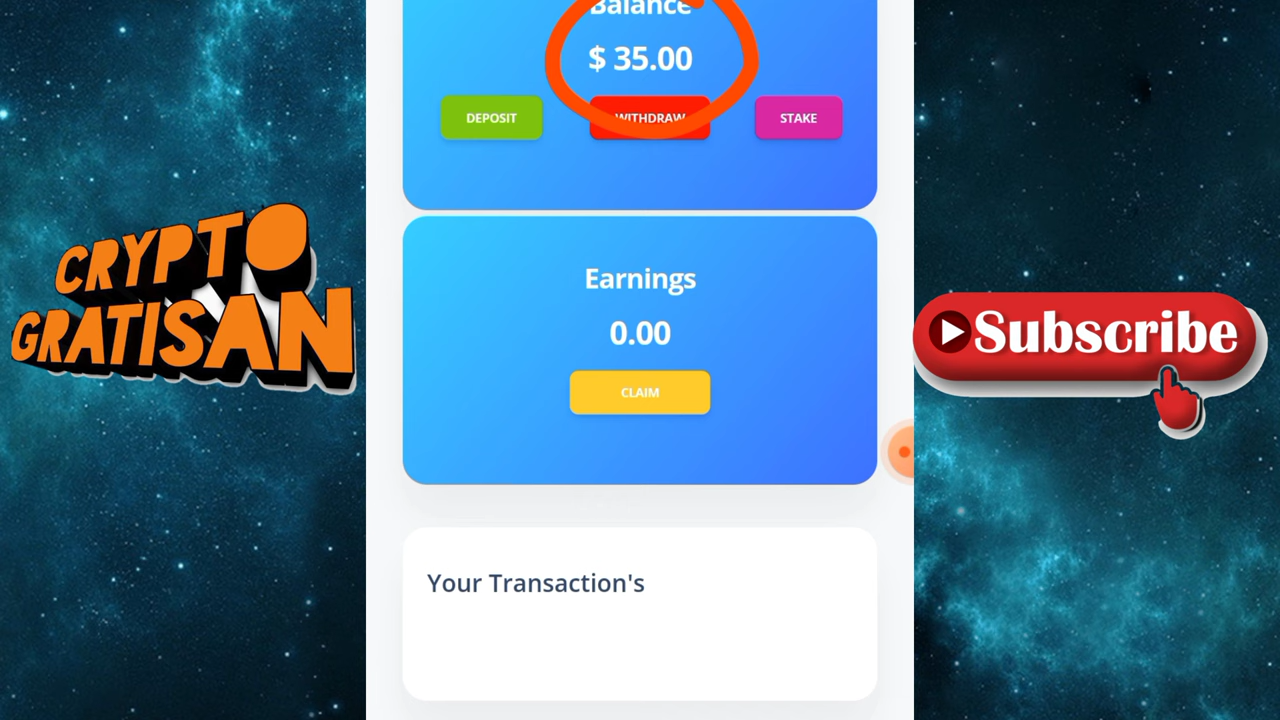 Balance
$ 35.00
DEPOSIT
WITHDRAW
STAKE
CRYPTO
GRATISAN
Earnings
0.00
CLAIM
Subscribe
Your Transaction's